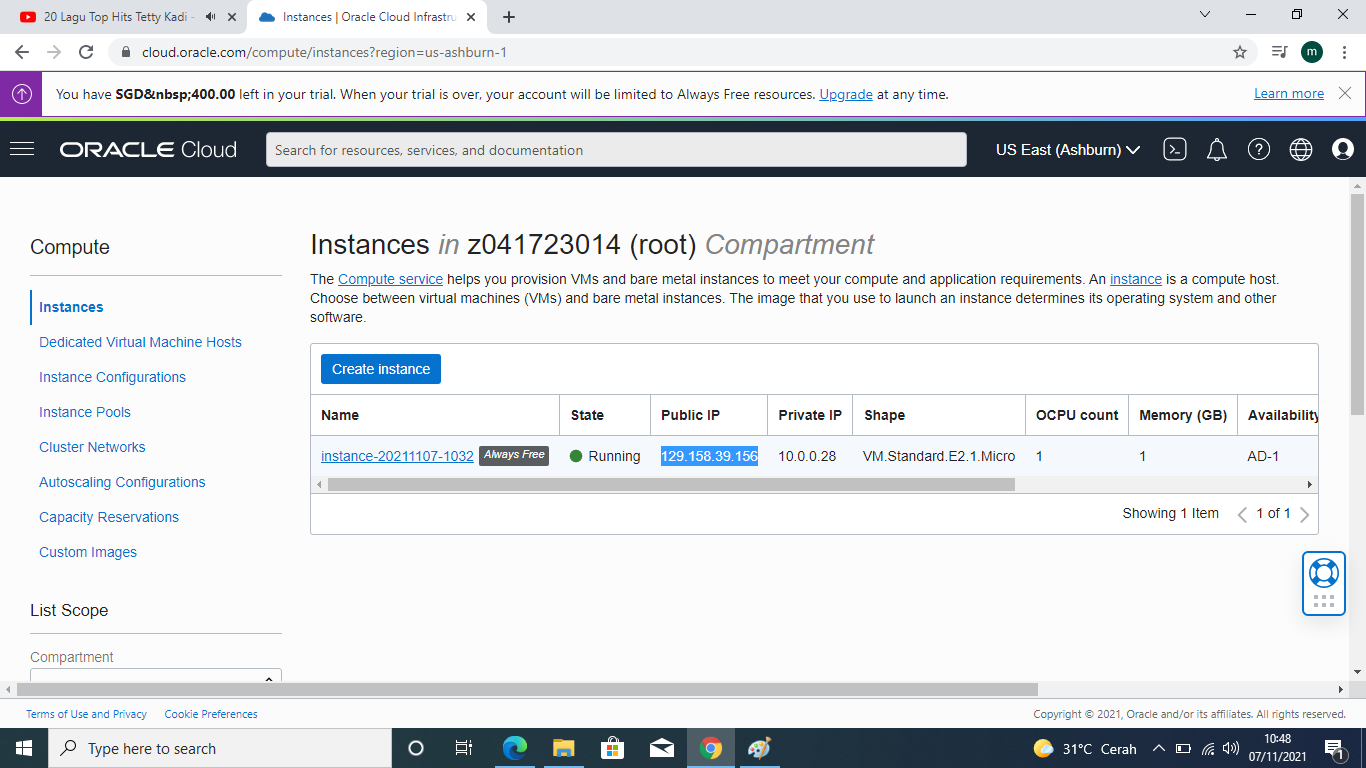 20 Lagu Top Hits Tetty Kadi -
Instances | Oracle Cloud Infrastru
cloud.oracle.com/compute/instances?region=us-ashburn-1
m
You have SGD&nbsp;400.00 left in your trial. When your trial is over, your account will be limited to Always Free resources. Upgrade at any time.
Learn more
ORACLE Cloud
Search for resources, services, and documentation
US East (Ashburn)
Compute
Instances
Dedicated Virtual Machine Hosts
Instance Configurations
Instance Pools
Cluster Networks
Autoscaling Configurations
Capacity Reservations
Custom Images
List Scope
Compartment
Instances in z041723014 (root) Compartment
The Compute service helps you provision VMs and bare metal instances to meet your compute and application requirements. An instance is a compute host.
Choose between virtual machines (VMs) and bare metal instances. The image that you use to launch an instance determines its operating system and other
software.
Create instance
Name State Public IP Private IP Shape OCPU count Memory (GB) Availability
instance-20211107-1032 Always Free Running 129.158.39.156 10.0.0.28 VM.Standard.E2.1.Micro 1 1 AD-1
Showing 1 Item 1 of 1
Terms of Use and Privacy Cookie Preferences
Copyright © 2021, Oracle and/or its affiliates. All rights reserved.
Type here to search
31°C Cerah
10:48
07/11/2021
1